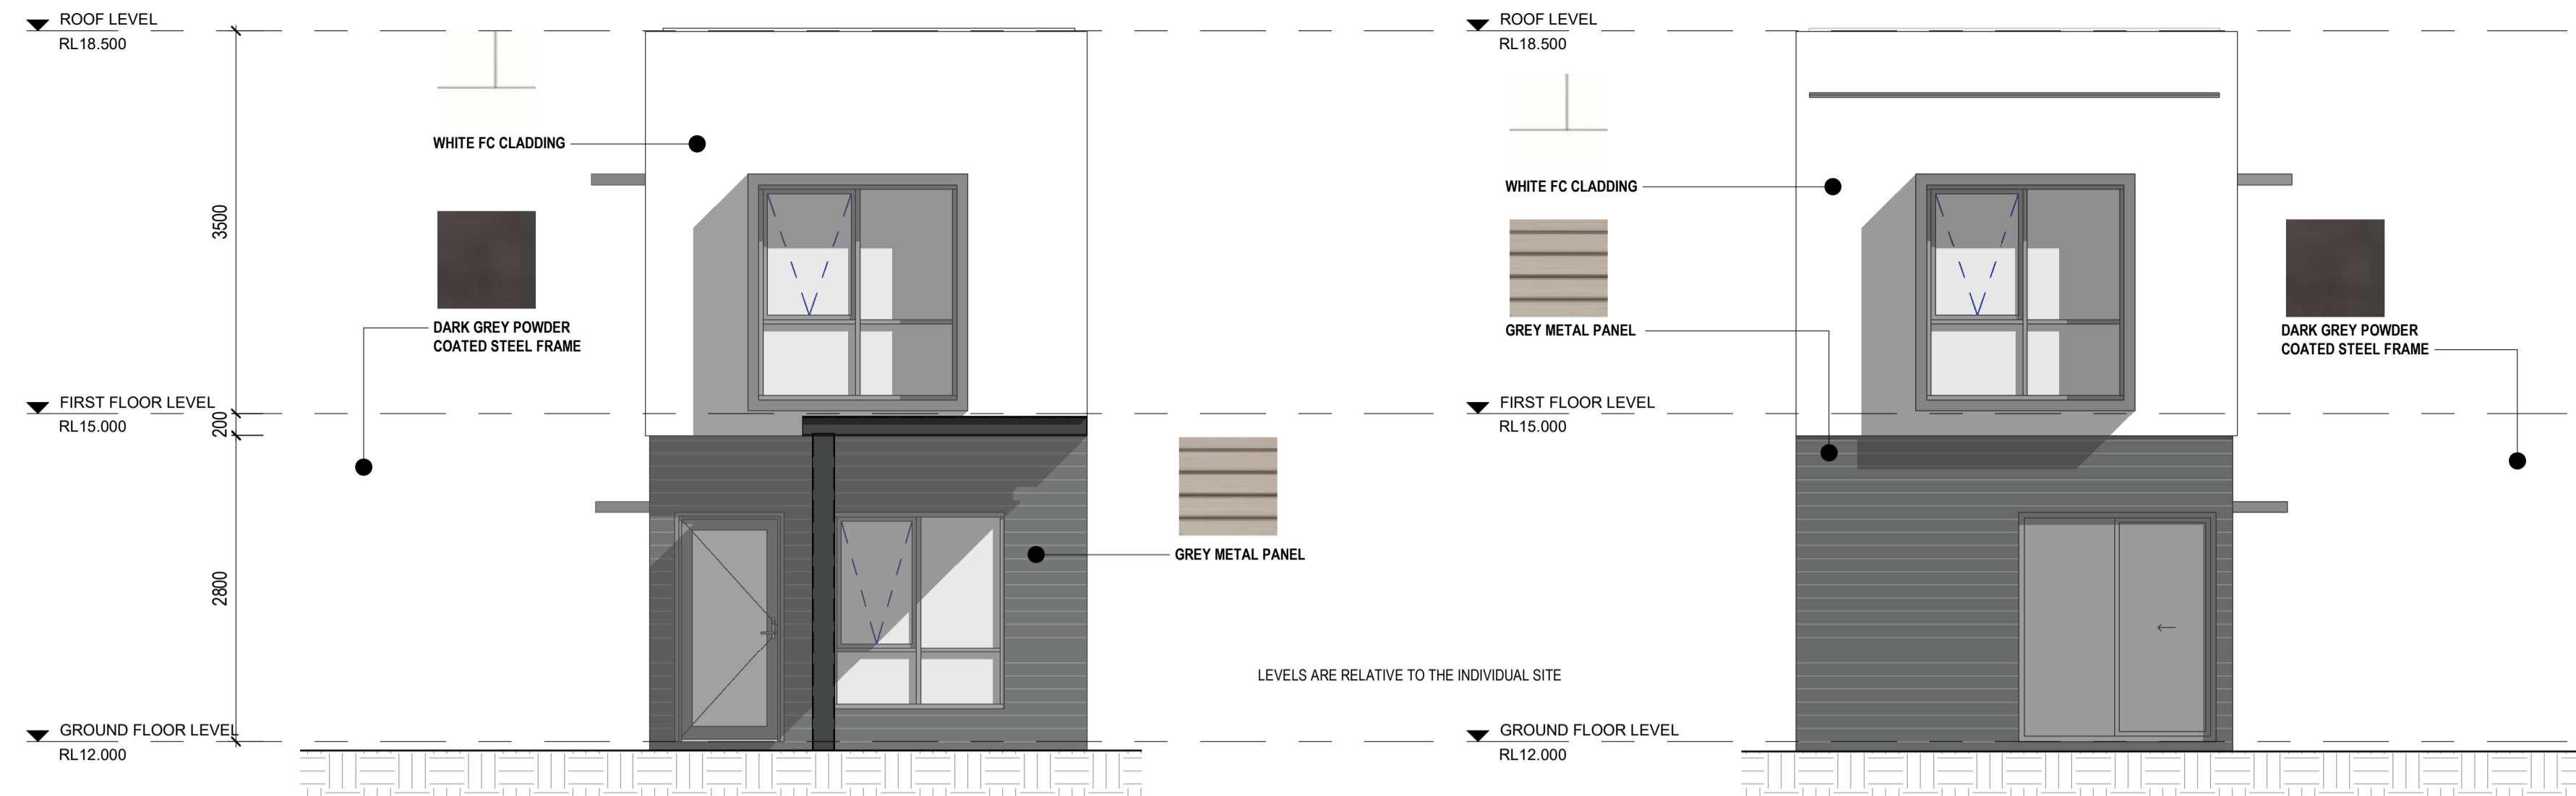 ROOF LEVEL
RL18.500
WHITE FC CLADDING
3500
DARK GREY POWDER
COATED STEEL FRAME
FIRST FLOOR LEVEL
RL15.000
200
GREY METAL PANEL
2800
GROUND FLOOR LEVEL
RL12.000
LEVELS ARE RELATIVE TO THE INDIVIDUAL SITE
ROOF LEVEL
RL18.500
WHITE FC CLADDING
GREY METAL PANEL
DARK GREY POWDER
COATED STEEL FRAME
FIRST FLOOR LEVEL
RL15.000
GROUND FLOOR LEVEL
RL12.000